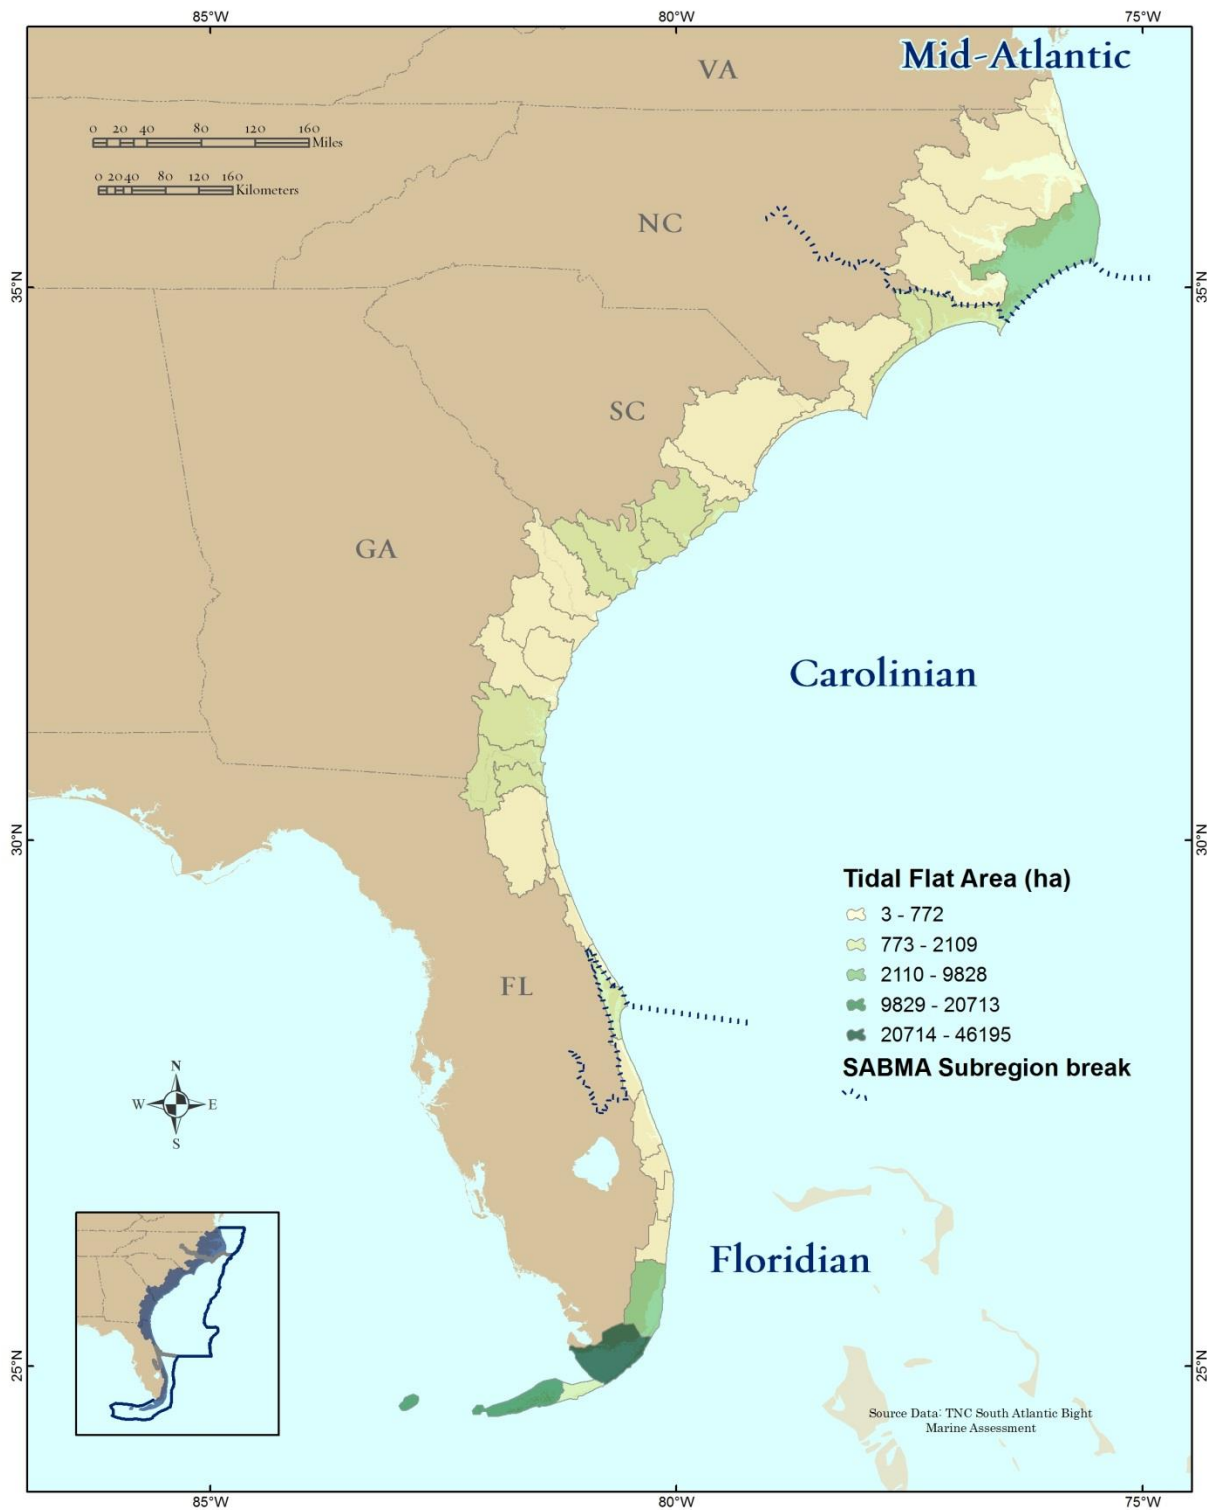 85°W 80°W 75°W
Mid-Atlantic
VA
0 20 40 80 120 160
Miles
0 20 40 80 120 160
Kilometers
NC
35°N 35°N
SC
Carolinian
GA
30°N 30°N
Tidal Flat Area (ha)
3 - 772
773 - 2109
2110 - 9828
9829 - 20713
20714 - 46195
SABMA Subregion break
FL
N
W E
S
Floridian
25°N 25°N
Source Data: TNC South Atlantic Bight
Marine Assessment
85°W 80°W 75°W